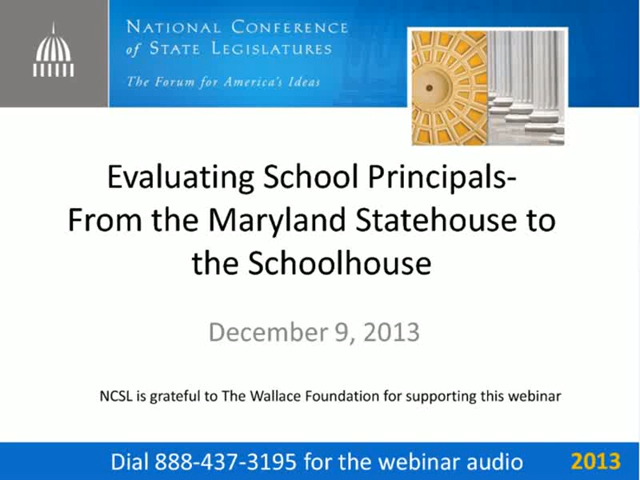 NATIONAL CONFERENCE
of STATE LEGISLATURES
The Forum for America's Ideas
Evaluating School Principals-
From the Maryland Statehouse to
the Schoolhouse
December 9, 2013
NCSL is grateful to The Wallace Foundation for supporting this webinar
Dial 888-437-3195 for the webinar audio
2013